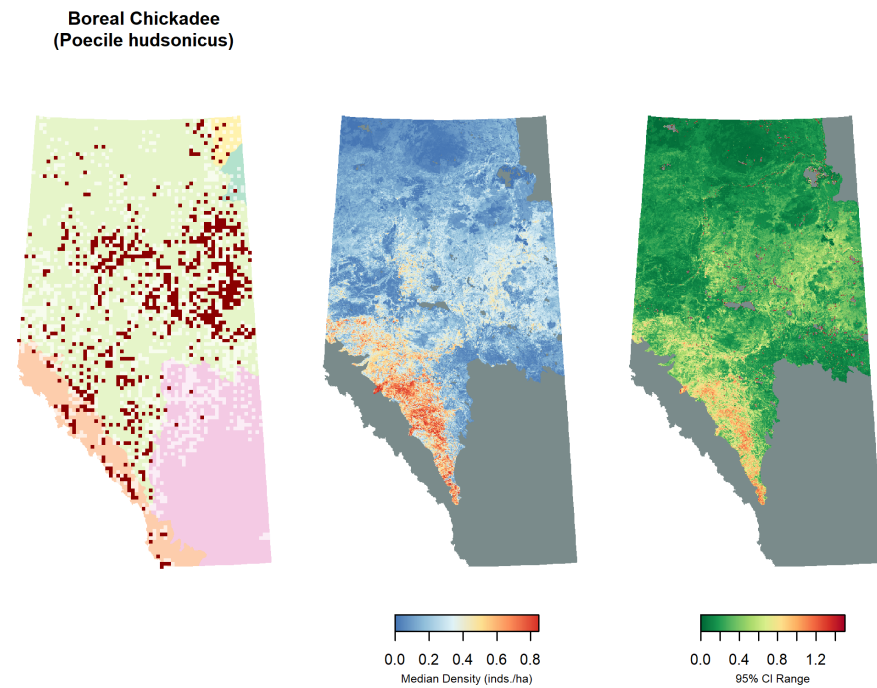 Boreal Chickadee
(Poecile hudsonicus)
0.0 0.2 0.4 0.6 0.8
Median Density (inds./ha)
0.0 0.4 0.8 1.2
95% CI Range